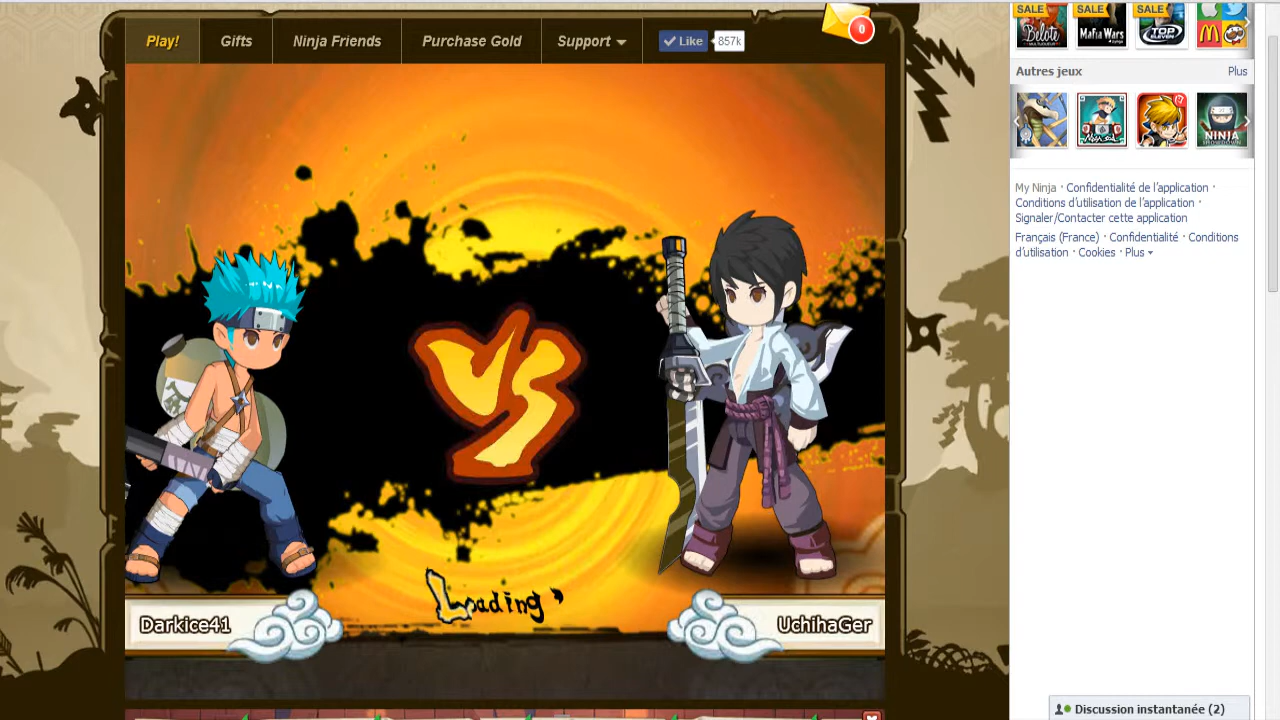 Play!
Gifts
Ninja Friends
Purchase Gold
Support
Like
857k
0
SALE
SALE
SALE
Belote
Mafia Wars
TOP
ELEVEN
Autres jeux
Plus
NINJA
My Ninja · Confidentialité de l'application ·
Conditions d'utilisation de l'application ·
Signaler/Contacter cette application
Français (France) · Confidentialité · Conditions
d'utilisation · Cookies · Plus
VS
Loading
Darkice41
UchihaGer
Discussion instantanée (2)